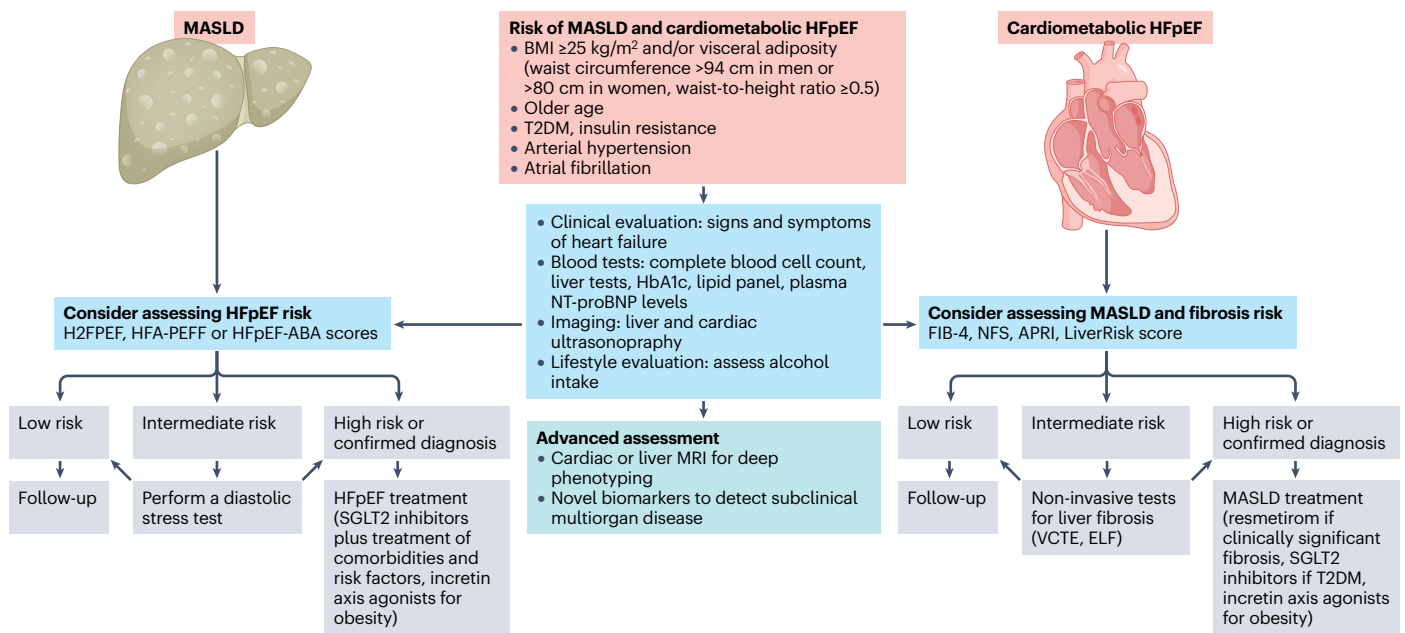 MASLD
Risk of MASLD and cardiometabolic HFpEF
• BMI ≥25 kg/m² and/or visceral adiposity
(waist circumference >94 cm in men or
>80 cm in women, waist-to-height ratio ≥0.5)
• Older age
• T2DM, insulin resistance
• Arterial hypertension
• Atrial fibrillation
Cardiometabolic HFpEF
• Clinical evaluation: signs and symptoms
of heart failure
• Blood tests: complete blood cell count,
liver tests, HbA1c, lipid panel, plasma
NT-proBNP levels
• Imaging: liver and cardiac
ultrasonopraphy
• Lifestyle evaluation: assess alcohol
intake
Consider assessing HFpEF risk
H2FPEF, HFA-PEFF or HFpEF-ABA scores
Consider assessing MASLD and fibrosis risk
FIB-4, NFS, APRI, LiverRisk score
Low risk
Intermediate risk
High risk or
confirmed diagnosis
Follow-up
Perform a diastolic
stress test
HFpEF treatment
(SGLT2 inhibitors
plus treatment of
comorbidities and
risk factors, incretin
axis agonists for
obesity)
Advanced assessment
• Cardiac or liver MRI for deep
phenotyping
• Novel biomarkers to detect subclinical
multiorgan disease
Low risk
Intermediate risk
High risk or
confirmed diagnosis
Follow-up
Non-invasive tests
for liver fibrosis
(VCTE, ELF)
MASLD treatment
(resmetirom if
clinically significant
fibrosis, SGLT2
inhibitors if T2DM,
incretin axis agonists
for obesity)